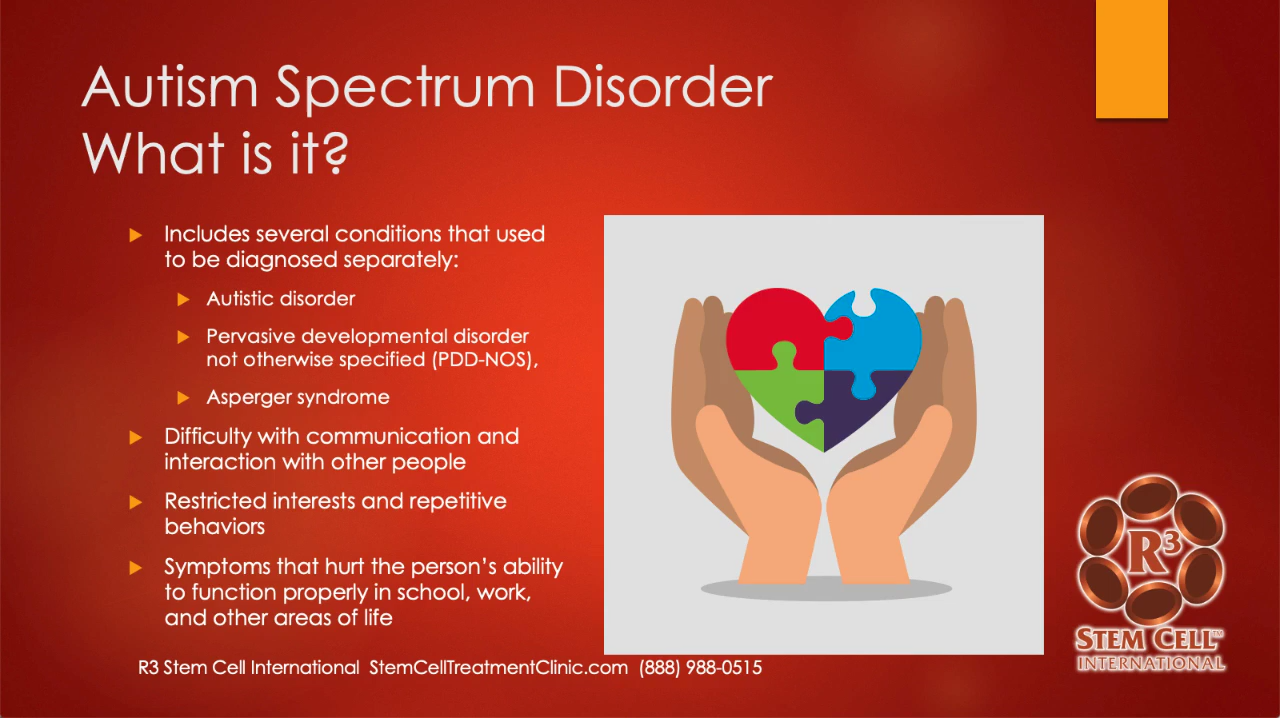 Autism Spectrum Disorder
What is it?
Includes several conditions that used
to be diagnosed separately:
Autistic disorder
Pervasive developmental disorder
not otherwise specified (PDD-NOS),
Asperger syndrome
Difficulty with communication and
interaction with other people
Restricted interests and repetitive
behaviors
Symptoms that hurt the person’s ability
to function properly in school, work,
and other areas of life
R3 Stem Cell International StemCellTreatmentClinic.com (888) 988-0515
R³
STEM CELL™
INTERNATIONAL